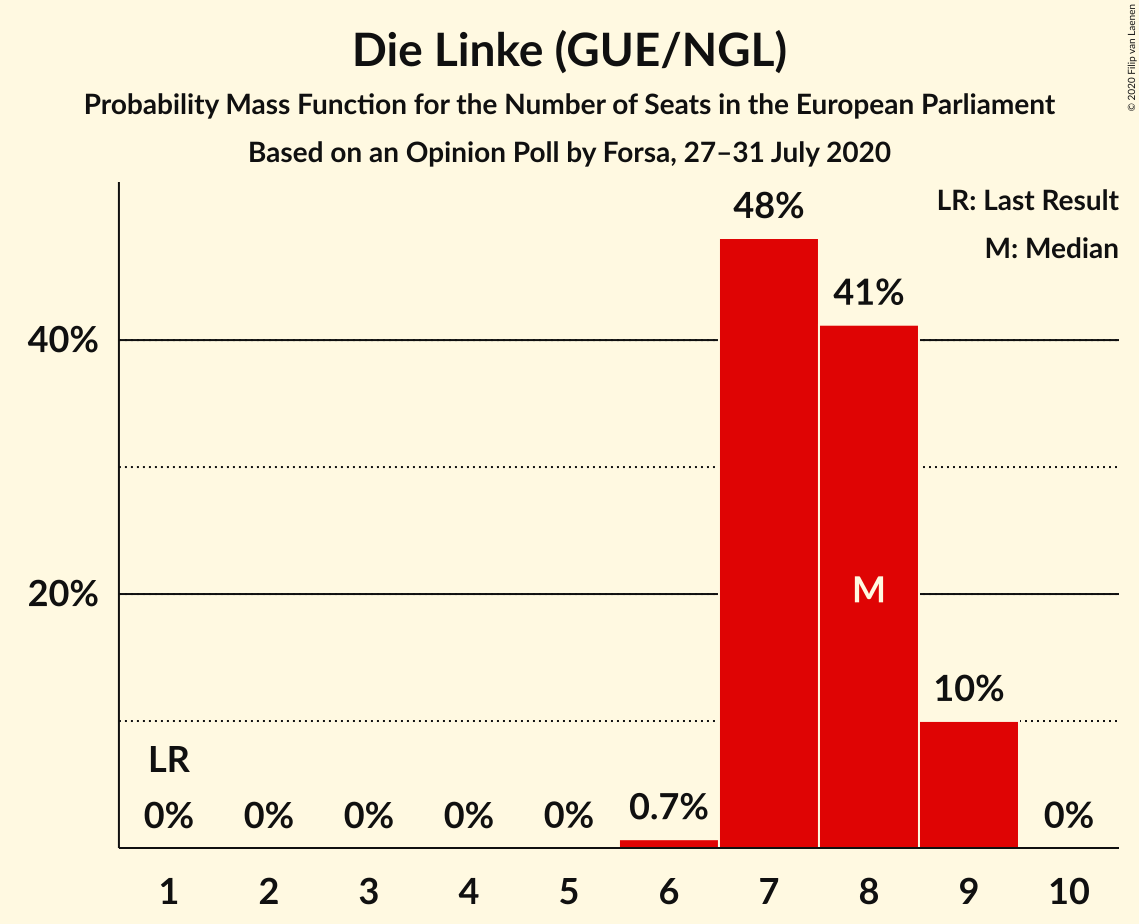 Die Linke (GUE/NGL)
Probability Mass Function for the Number of Seats in the European Parliament
Based on an Opinion Poll by Forsa, 27–31 July 2020
© 2020 Filip van Laenen
LR: Last Result
M: Median
48%
41%
40%
20%
M
10%
LR
0% 0% 0% 0% 0% 0.7% 0%
1 2 3 4 5 6 7 8 9 10